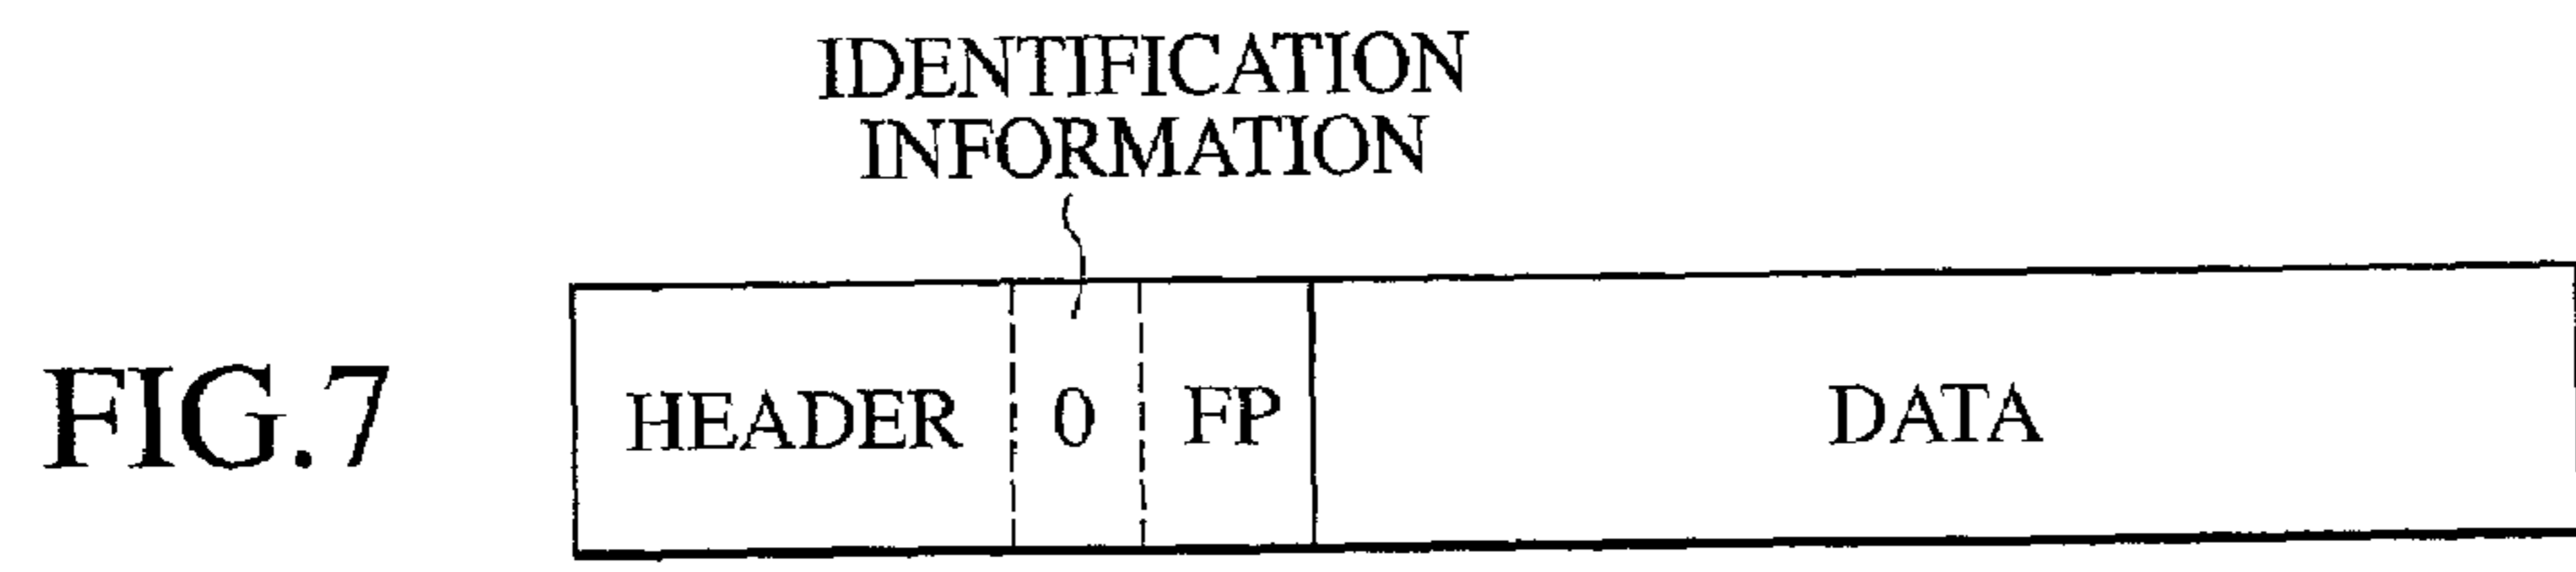 IDENTIFICATION
INFORMATION
FIG.7
HEADER 0 FP DATA